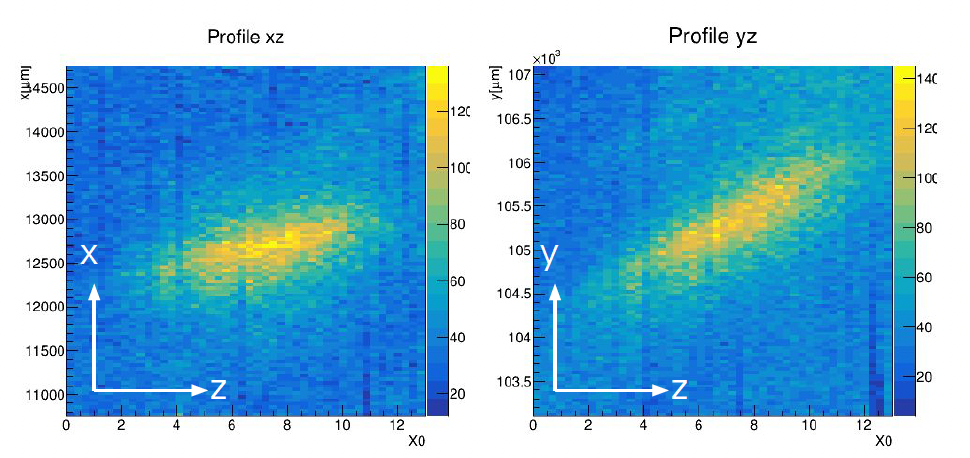 Profile xz
x[μm]
14500
14000
13500
13000
12500
12000
11500
11000
x
z
0 2 4 6 8 10 12
X0
20
40
60
80
100
120
Profile yz
×10³
y[μm]
107
106.5
106
105.5
105
104.5
104
103.5
y
z
0 2 4 6 8 10 12
X0
20
40
60
80
100
120
140